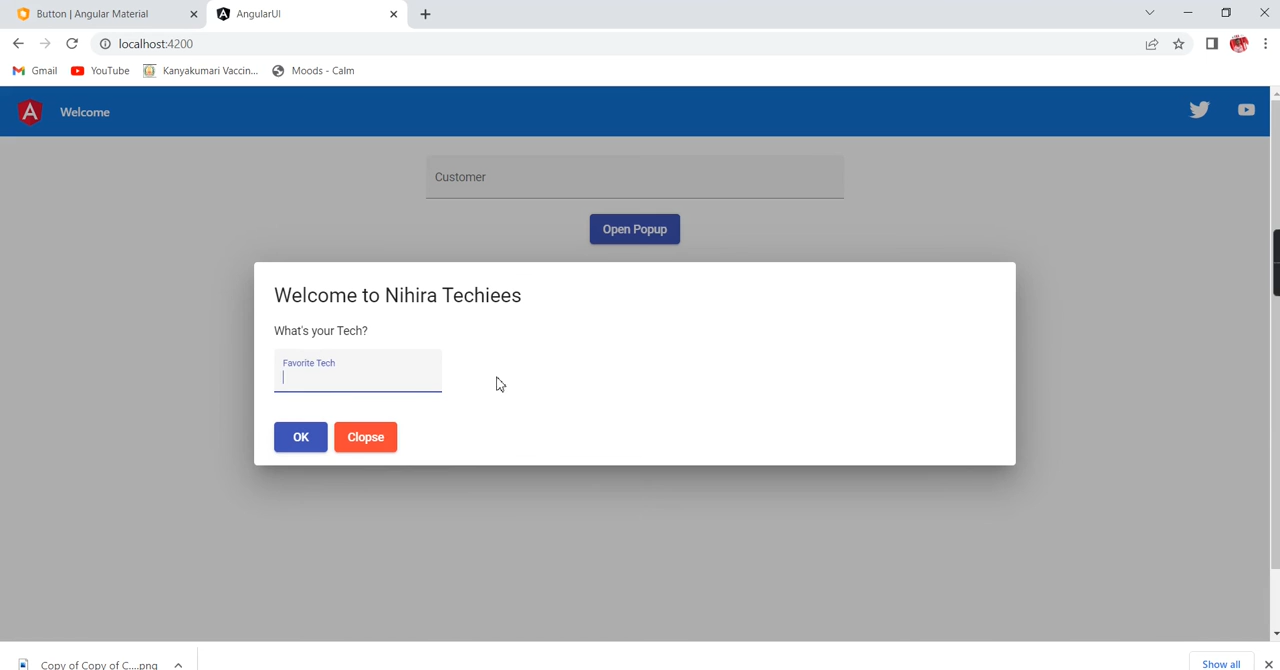 Button | Angular Material
AngularUI
localhost:4200
Gmail YouTube Kanyakumari Vaccin... Moods - Calm
A Welcome
Customer
Open Popup
Welcome to Nihira Techiees
What's your Tech?
Favorite Tech
OK Clopse
Copy of Copy of C....png Show all